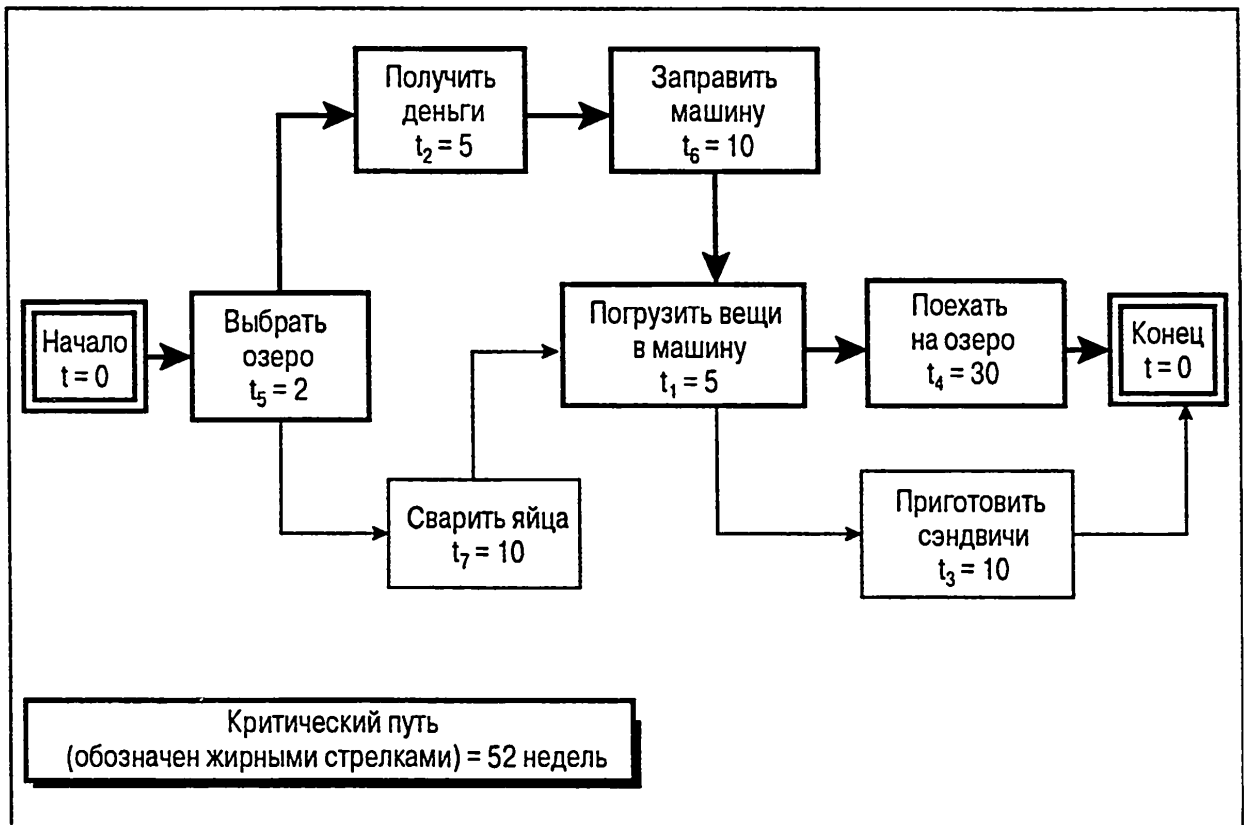 Получить
деньги
t₂ = 5
Заправить
машину
t₆ = 10
Начало
t = 0
Выбрать
озеро
t₅ = 2
Погрузить вещи
в машину
t₁ = 5
Поехать
на озеро
t₄ = 30
Конец
t = 0
Сварить яйца
t₇ = 10
Приготовить
сэндвичи
t₃ = 10
Критический путь
(обозначен жирными стрелками) = 52 недель